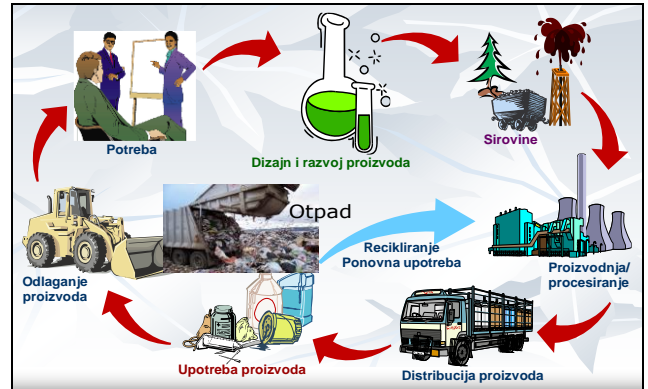 Potreba
Dizajn i razvoj proizvoda
Sirovine
Otpad
Recikliranje
Ponovna upotreba
Proizvodnja/
procesiranje
Odlaganje
proizvoda
Upotreba proizvoda
Distribucija proizvoda